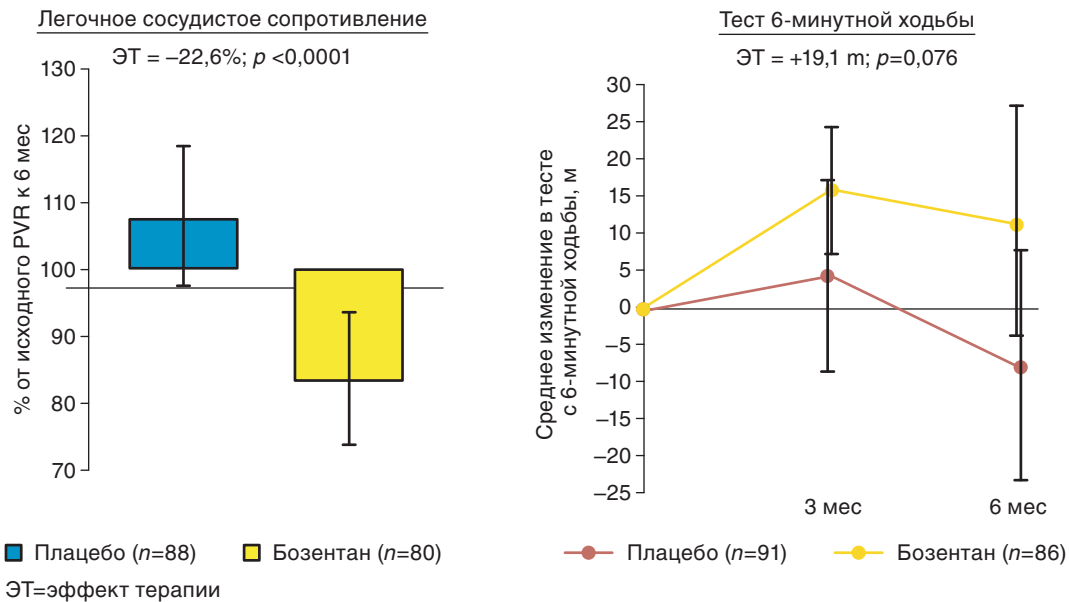 Легочное сосудистое сопротивление
ЭТ = –22,6%; p <0,0001
% от исходного PVR к 6 мес
130
120
110
100
90
80
70
Плацебо (n=88)
Бозентан (n=80)
ЭТ=эффект терапии
Тест 6-минутной ходьбы
ЭТ = +19,1 m; p=0,076
Среднее изменение в тесте
с 6-минутной ходьбы, м
30
25
20
15
10
5
0
–5
–10
–15
–20
–25
3 мес
6 мес
Плацебо (n=91)
Бозентан (n=86)